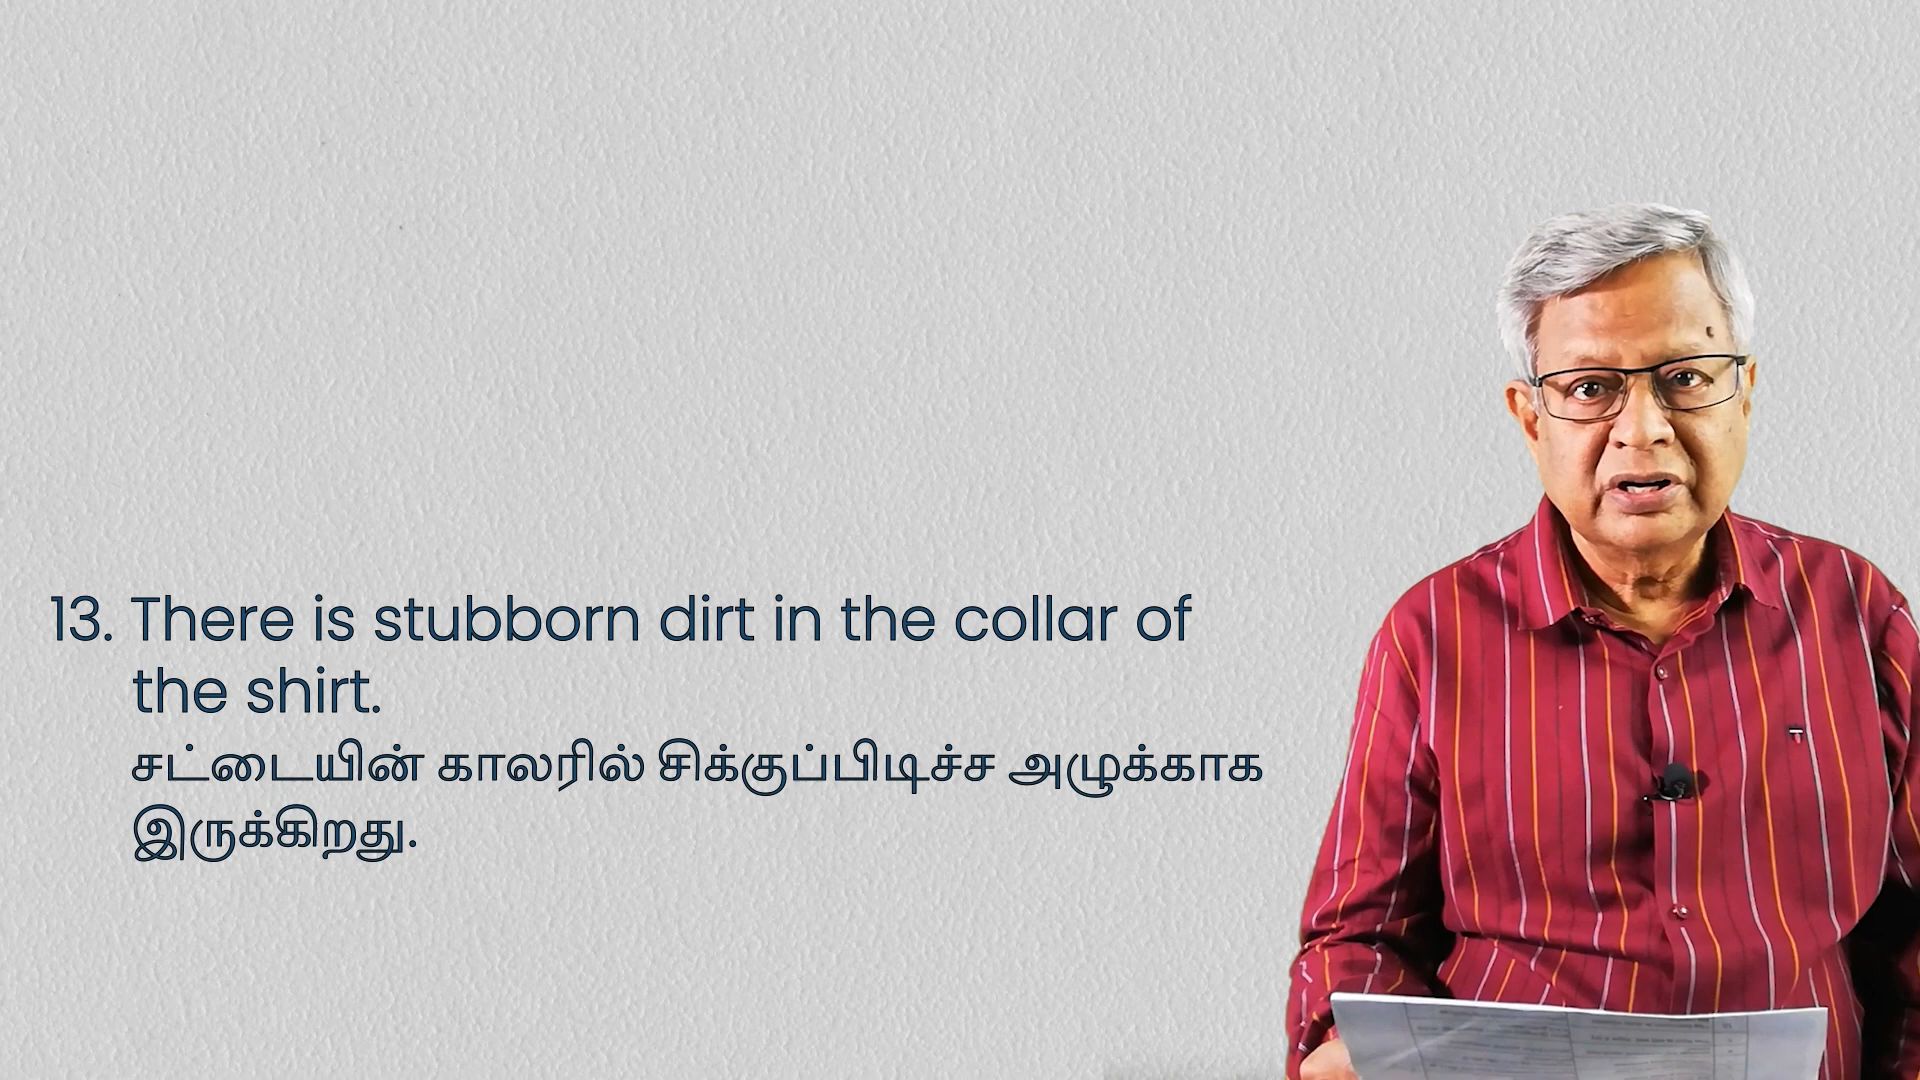 13. There is stubborn dirt in the collar of
the shirt.
சட்டையின் காலரில் சிக்குப்பிடிச்ச அழுக்காக
இருக்கிறது.